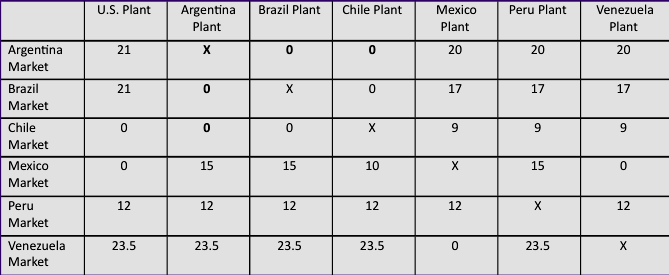 U.S. Plant Argentina Plant Brazil Plant Chile Plant Mexico Plant Peru Plant Venezuela Plant
Argentina Market 21 X 0 0 20 20 20
Brazil Market 21 0 X 0 17 17 17
Chile Market 0 0 0 X 9 9 9
Mexico Market 0 15 15 10 X 15 0
Peru Market 12 12 12 12 12 X 12
Venezuela Market 23.5 23.5 23.5 23.5 0 23.5 X